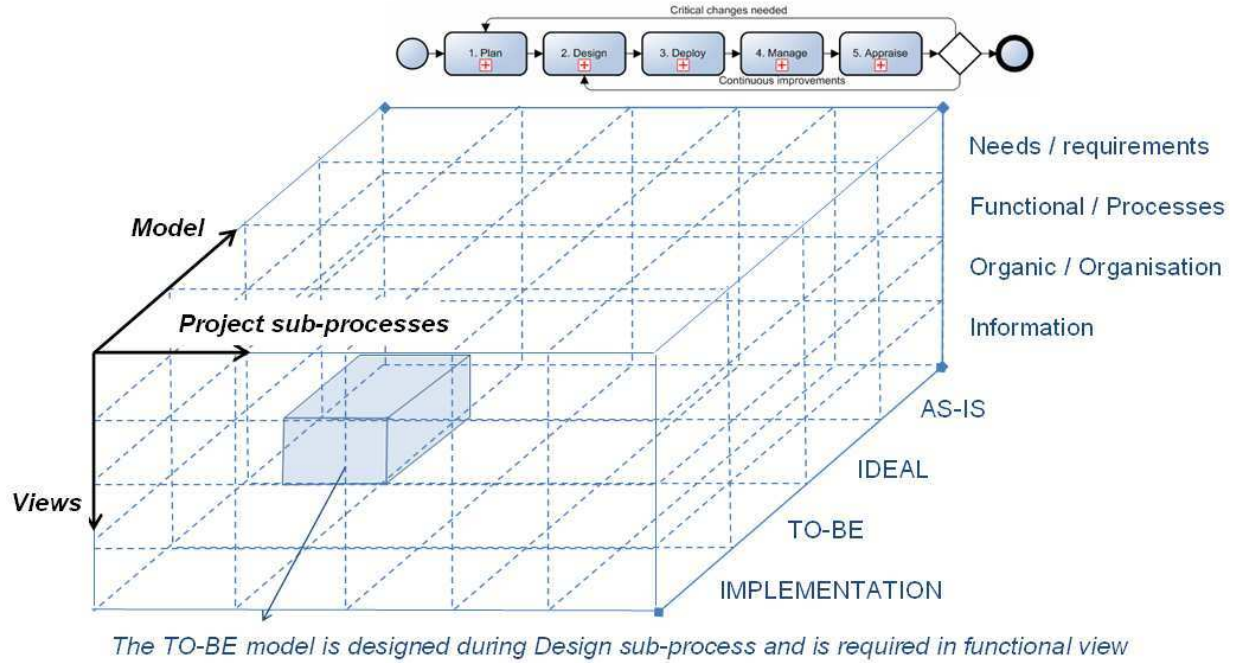 Critical changes needed
1. Plan
2. Design
3. Deploy
4. Manage
5. Appraise
Continuous improvements
Needs / requirements
Functional / Processes
Organic / Organisation
Information
Model
Project sub-processes
Views
AS-IS
IDEAL
TO-BE
IMPLEMENTATION
The TO-BE model is designed during Design sub-process and is required in functional view